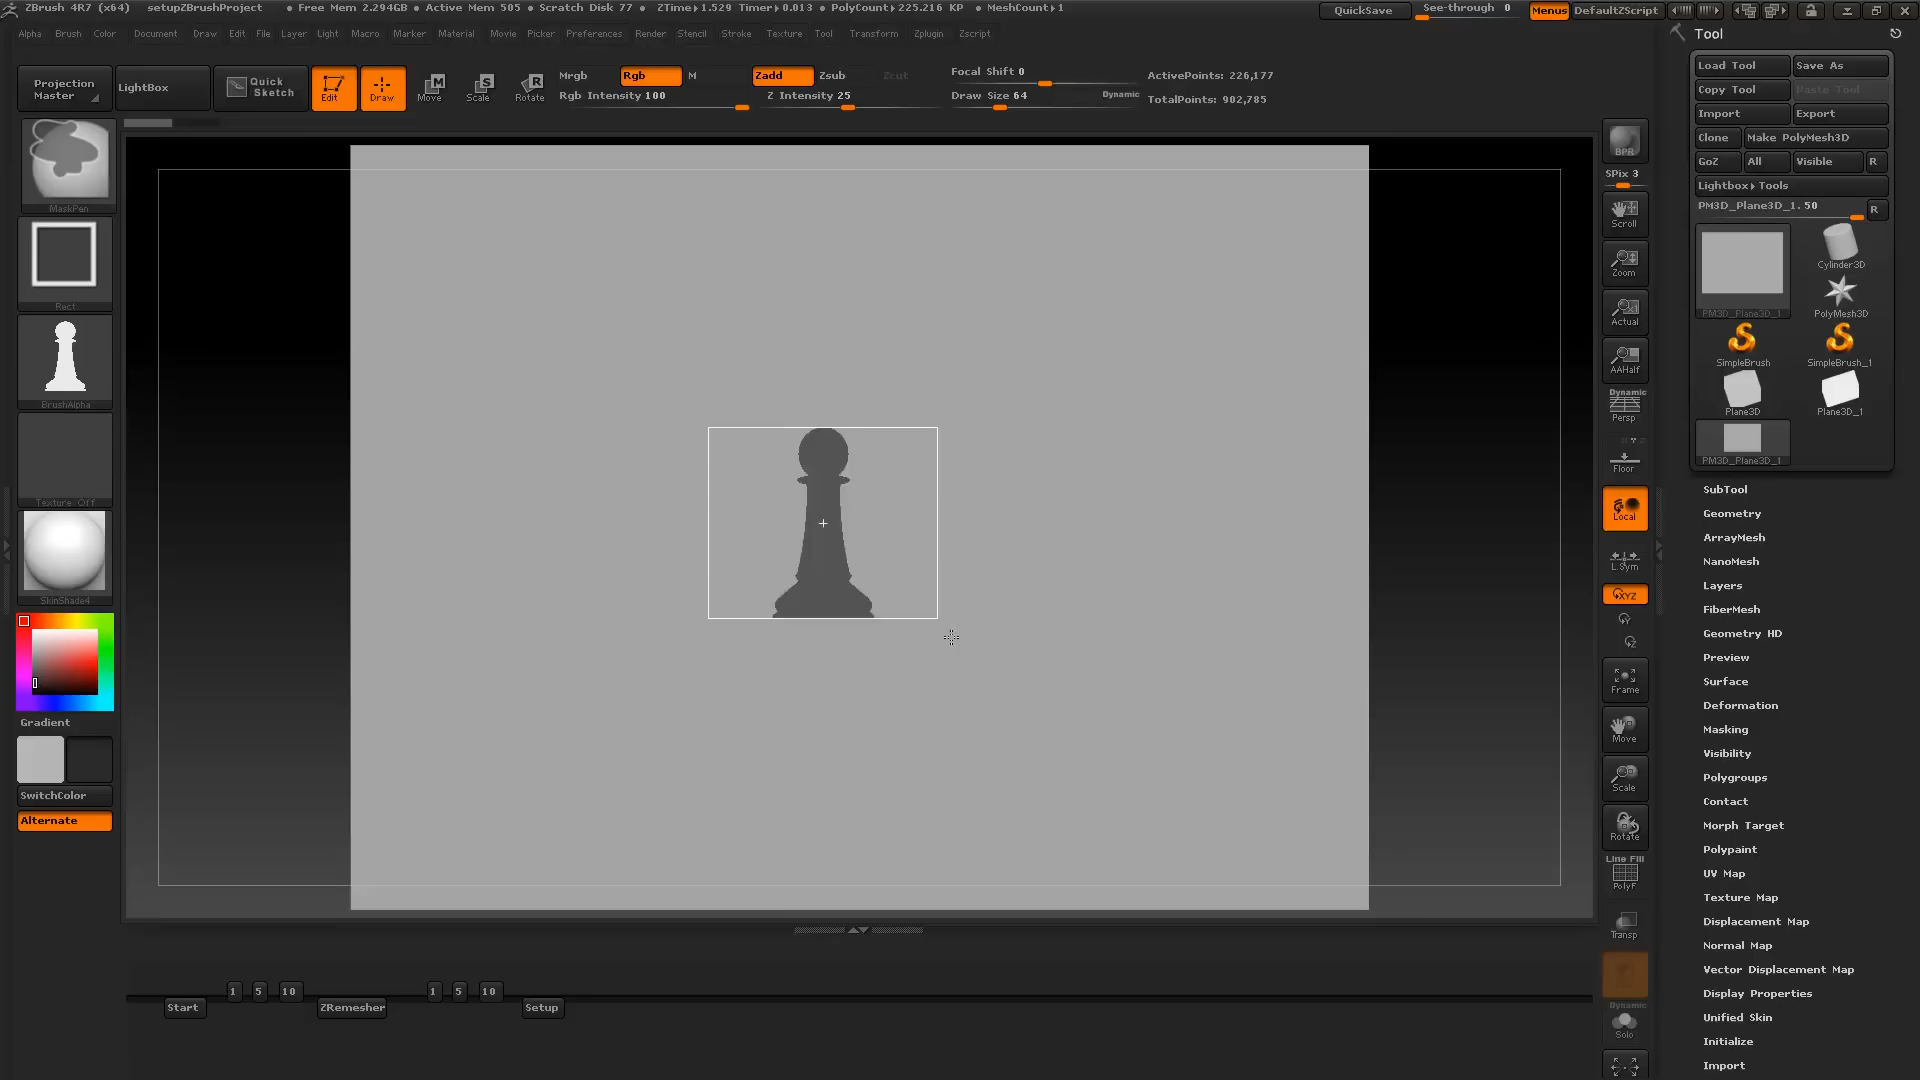 ZBrush 4R7 (x64) setupZBrushProject • Free Mem 2.294GB • Active Mem 505 • Scratch Disk 77 • ZTime▸1.529 Timer▸0.013 • PolyCount▸225.216 KP • MeshCount▸1
QuickSave See-through 0 Menus DefaultZScript
Alpha Brush Color Document Draw Edit File Layer Light Macro Marker Material Movie Picker Preferences Render Stencil Stroke Texture Tool Transform Zplugin Zscript
Projection Master
LightBox
Quick Sketch
Edit Draw Move Scale Rotate
Mrgb Rgb M
Rgb Intensity 100
Zadd Zsub Zcut
Z Intensity 25
Focal Shift 0
Draw Size 64 Dynamic
ActivePoints: 226,177
TotalPoints: 902,785
MaskPen
Rect
BrushAlpha
Texture Off
SkinShade4
Gradient
SwitchColor
Alternate
BPR
SPix 3
Scroll
Zoom
Actual
AAHalf
Dynamic
Persp
Floor
Local
L.Sym
XYZ
Frame
Move
Scale
Rotate
Line Fill
PolyF
Transp
Dynamic
Solo
Tool
Load Tool Save As
Copy Tool Paste Tool
Import Export
Clone Make PolyMesh3D
GoZ All Visible R
Lightbox▸Tools
PM3D_Plane3D_1. 50 R
PM3D_Plane3D_1
Cylinder3D
PolyMesh3D
SimpleBrush SimpleBrush_1
Plane3D Plane3D_1
PM3D_Plane3D_1
SubTool
Geometry
ArrayMesh
NanoMesh
Layers
FiberMesh
Geometry HD
Preview
Surface
Deformation
Masking
Visibility
Polygroups
Contact
Morph Target
Polypaint
UV Map
Texture Map
Displacement Map
Normal Map
Vector Displacement Map
Display Properties
Unified Skin
Initialize
Import
1 5 10 1 5 10
Start ZRemesher Setup